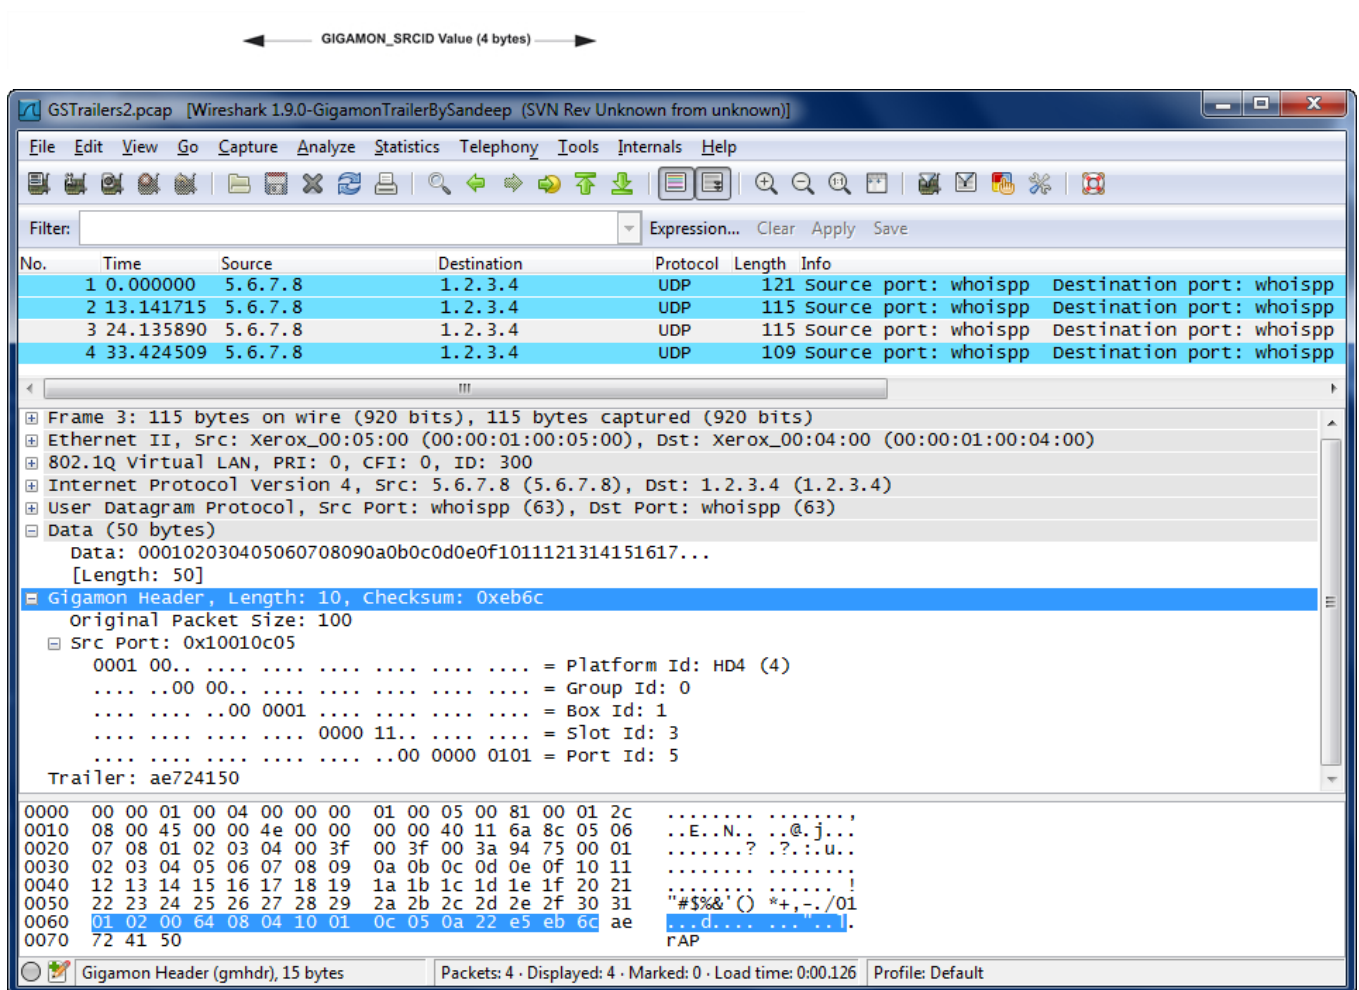 GIGAMON_SRCID Value (4 bytes)
GSTrailers2.pcap [Wireshark 1.9.0-GigamonTrailerBySandeep (SVN Rev Unknown from unknown)]
File Edit View Go Capture Analyze Statistics Telephony Tools Internals Help
Filter: Expression... Clear Apply Save
No. Time Source Destination Protocol Length Info
1 0.000000 5.6.7.8 1.2.3.4 UDP 121 Source port: whoispp Destination port: whoispp
2 13.141715 5.6.7.8 1.2.3.4 UDP 115 Source port: whoispp Destination port: whoispp
3 24.135890 5.6.7.8 1.2.3.4 UDP 115 Source port: whoispp Destination port: whoispp
4 33.424509 5.6.7.8 1.2.3.4 UDP 109 Source port: whoispp Destination port: whoispp
Frame 3: 115 bytes on wire (920 bits), 115 bytes captured (920 bits)
Ethernet II, Src: Xerox_00:05:00 (00:00:01:00:05:00), Dst: Xerox_00:04:00 (00:00:01:00:04:00)
802.1Q Virtual LAN, PRI: 0, CFI: 0, ID: 300
Internet Protocol Version 4, Src: 5.6.7.8 (5.6.7.8), Dst: 1.2.3.4 (1.2.3.4)
User Datagram Protocol, Src Port: whoispp (63), Dst Port: whoispp (63)
Data (50 bytes)
Data: 000102030405060708090a0b0c0d0e0f1011121314151617...
[Length: 50]
Gigamon Header, Length: 10, Checksum: 0xeb6c
Original Packet Size: 100
Src Port: 0x10010c05
0001 00.. .... .... .... .... .... .... = Platform Id: HD4 (4)
.... ..00 00.. .... .... .... .... .... = Group Id: 0
.... .... ..00 0001 .... .... .... .... = Box Id: 1
.... .... .... .... 0000 11.. .... .... = Slot Id: 3
.... .... .... .... .... ..00 0000 0101 = Port Id: 5
Trailer: ae724150
0000 00 00 01 00 04 00 00 00 01 00 05 00 81 00 01 2c ........ .......,
0010 08 00 45 00 00 4e 00 00 00 00 40 11 6a 8c 05 06 ..E..N.. ..@.j...
0020 07 08 01 02 03 04 00 3f 00 3f 00 3a 94 75 00 01 .......? .?.:.u..
0030 02 03 04 05 06 07 08 09 0a 0b 0c 0d 0e 0f 10 11 ........ ........
0040 12 13 14 15 16 17 18 19 1a 1b 1c 1d 1e 1f 20 21 ........ ...... !
0050 22 23 24 25 26 27 28 29 2a 2b 2c 2d 2e 2f 30 31 "#$%&'() *+,-./01
0060 01 02 00 64 08 04 10 01 0c 05 0a 22 e5 eb 6c ae ...d.... ..."..l.
0070 72 41 50 rAP
Gigamon Header (gmhdr), 15 bytes Packets: 4 · Displayed: 4 · Marked: 0 · Load time: 0:00.126 Profile: Default